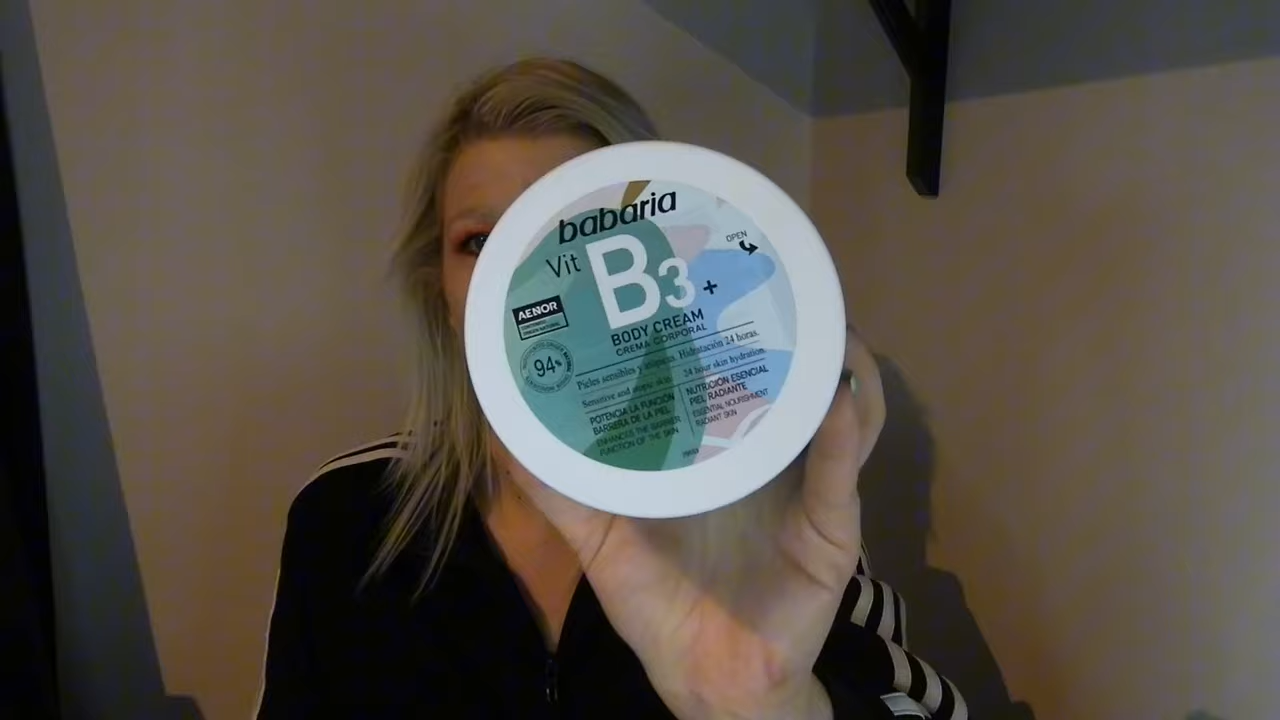 babaria
Vit
B3+
OPEN
AENOR
94%
BODY CREAM
CREMA CORPORAL
Pieles sensibles y atópicas. Hidratación 24 horas.
Sensitive and atopic skin. 24 hour skin hydration.
POTENCIA LA FUNCIÓN
BARRERA DE LA PIEL
ENHANCES THE BARRIER
FUNCTION OF THE SKIN
NUTRICIÓN ESENCIAL
PIEL RADIANTE
ESSENTIAL NOURISHMENT
RADIANT SKIN